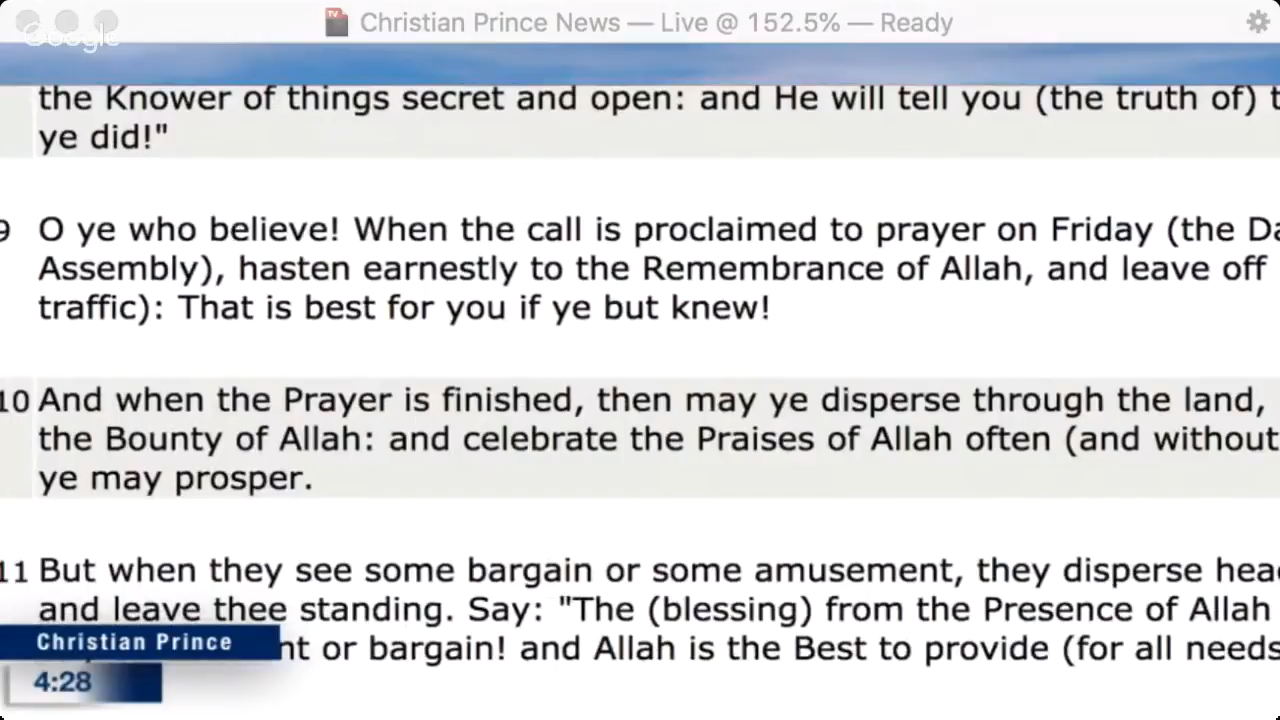 Google
TV
Christian Prince News — Live @ 152.5% — Ready
the Knower of things secret and open: and He will tell you (the truth of)
ye did!"
9 O ye who believe! When the call is proclaimed to prayer on Friday (the
Assembly), hasten earnestly to the Remembrance of Allah, and leave off
traffic): That is best for you if ye but knew!
10 And when the Prayer is finished, then may ye disperse through the land,
the Bounty of Allah: and celebrate the Praises of Allah often (and without
ye may prosper.
11 But when they see some bargain or some amusement, they disperse
and leave thee standing. Say: "The (blessing) from the Presence of Allah
or bargain! and Allah is the Best to provide (for all needs
Christian Prince
4:28